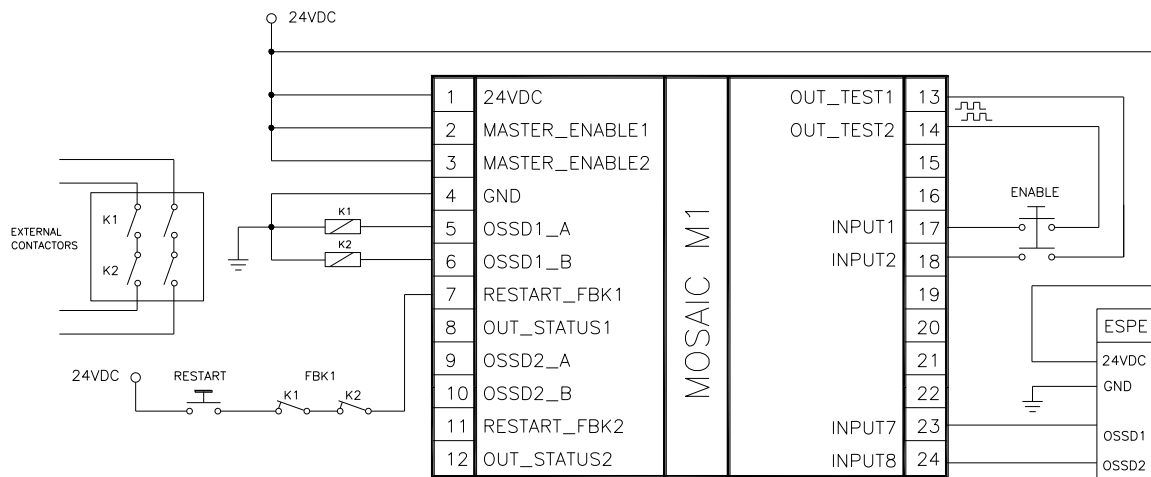 24VDC
1 24VDC
2 MASTER_ENABLE1
3 MASTER_ENABLE2
4 GND
5 OSSD1_A
6 OSSD1_B
7 RESTART_FBK1
8 OUT_STATUS1
9 OSSD2_A
10 OSSD2_B
11 RESTART_FBK2
12 OUT_STATUS2
K1
K2
EXTERNAL
CONTACTORS
K1
K2
24VDC
RESTART
FBK1
K1
K2
MOSAIC M1
OUT_TEST1 13
OUT_TEST2 14
15
16
INPUT1 17
INPUT2 18
19
20
21
22
INPUT7 23
INPUT8 24
ENABLE
ESPE
24VDC
GND
OSSD1
OSSD2